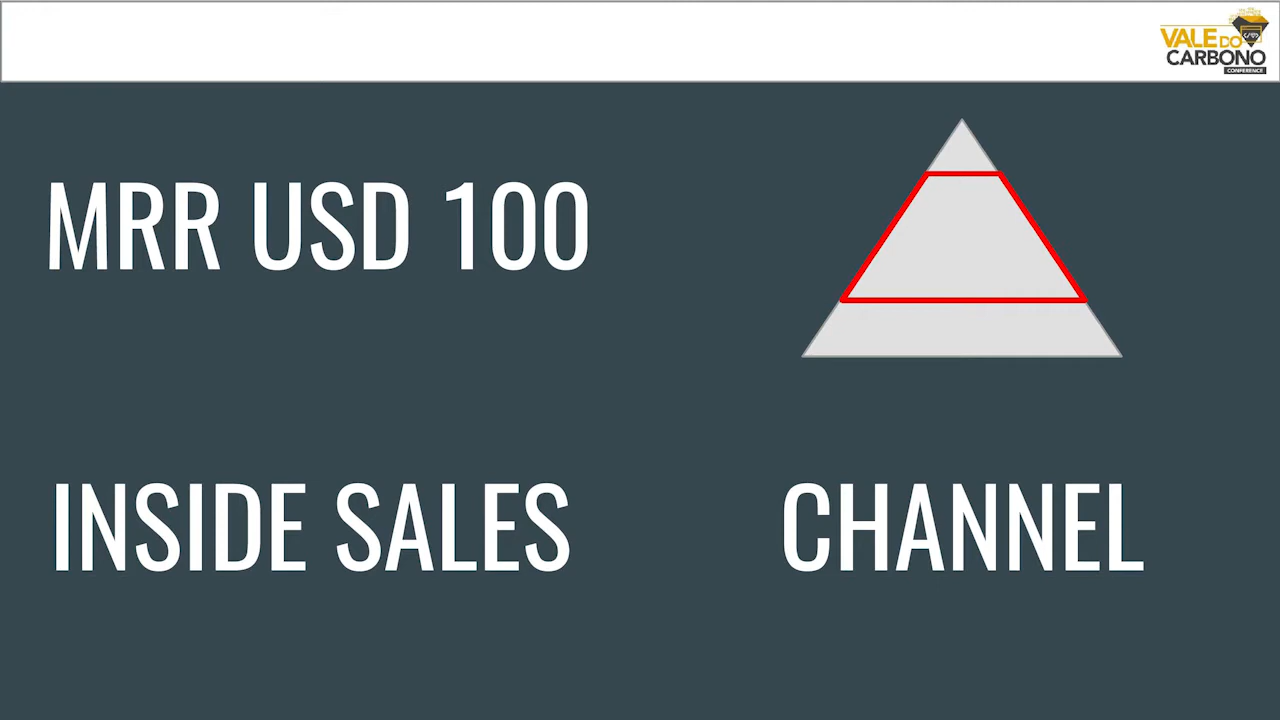 VALE DO
CARBONO
CONFERENCE
MRR USD 100
INSIDE SALES
CHANNEL